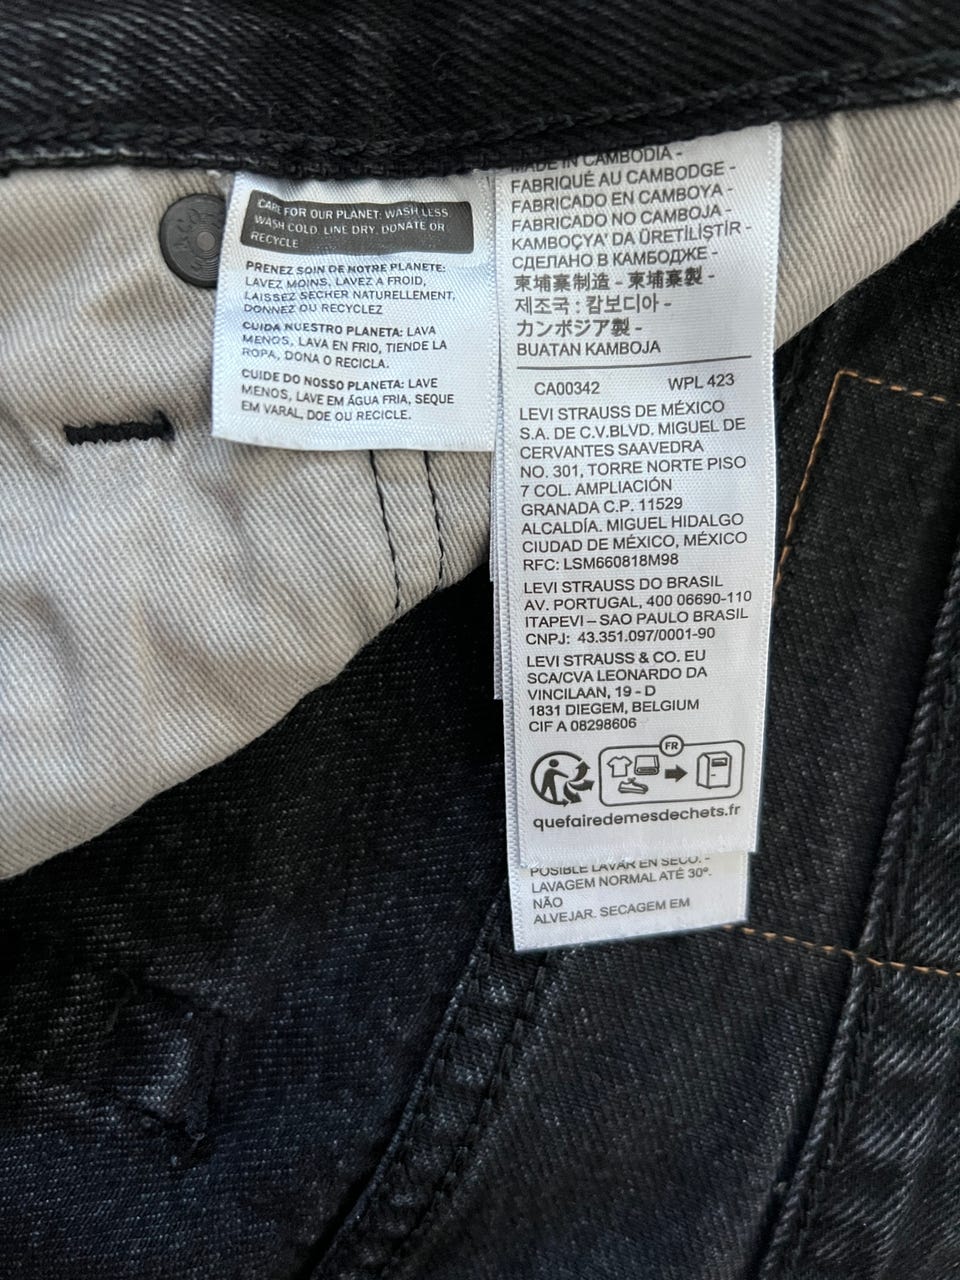 CARE FOR OUR PLANET: WASH LESS,
WASH COLD, LINE DRY, DONATE OR
RECYCLE
PRENEZ SOIN DE NOTRE PLANETE:
LAVEZ MOINS, LAVEZ A FROID,
LAISSEZ SÉCHER NATURELLEMENT,
DONNEZ OU RECYCLEZ
CUIDA NUESTRO PLANETA: LAVA
MENOS, LAVA EN FRIO, TIENDE LA
ROPA, DONA O RECICLA.
CUIDE DO NOSSO PLANETA: LAVE
MENOS, LAVE EM ÁGUA FRIA, SEQUE
EM VARAL, DOE OU RECICLE.
MADE IN CAMBODIA -
FABRIQUÉ AU CAMBODGE -
FABRICADO EN CAMBOYA -
FABRICADO NO CAMBOJA -
KAMBOÇYA' DA ÜRETİLİŞTİR -
СДЕЛАНО В КАМБОДЖЕ -
柬埔寨制造 - 柬埔寨製 -
제조국 : 캄보디아 -
カンボジア製 -
BUATAN KAMBOJA
CA00342 WPL 423
LEVI STRAUSS DE MÉXICO
S.A. DE C.V.BLVD. MIGUEL DE
CERVANTES SAAVEDRA
NO. 301, TORRE NORTE PISO
7 COL. AMPLIACIÓN
GRANADA C.P. 11529
ALCALDÍA. MIGUEL HIDALGO
CIUDAD DE MÉXICO, MÉXICO
RFC: LSM660818M98
LEVI STRAUSS DO BRASIL
AV. PORTUGAL, 400 06690-110
ITAPEVI – SAO PAULO BRASIL
CNPJ: 43.351.097/0001-90
LEVI STRAUSS & CO. EU
SCA/CVA LEONARDO DA
VINCILAAN, 19 - D
1831 DIEGEM, BELGIUM
CIF A 08298606
FR
quefairedemesdechets.fr
POSIBLE LAVAR EN SECO. -
LAVAGEM NORMAL ATÉ 30º.
NÃO
ALVEJAR. SECAGEM EM